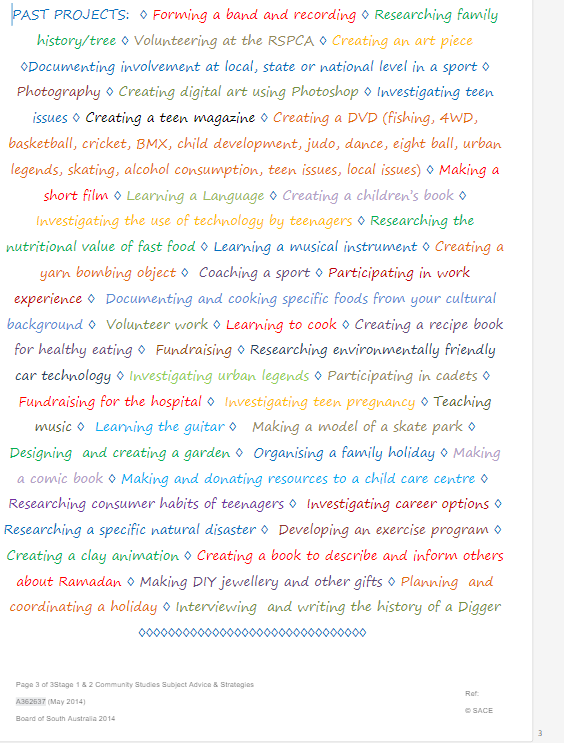 PAST PROJECTS:  ◊ Forming a band and recording ◊ Researching family
history/tree ◊ Volunteering at the RSPCA ◊ Creating an art piece
◊Documenting involvement at local, state or national level in a sport ◊
Photography ◊ Creating digital art using Photoshop ◊ Investigating teen
issues ◊ Creating a teen magazine ◊ Creating a DVD (fishing, 4WD,
basketball, cricket, BMX, child development, judo, dance, eight ball, urban
legends, skating, alcohol consumption, teen issues, local issues) ◊ Making a
short film ◊ Learning a Language ◊ Creating a children's book ◊
Investigating the use of technology by teenagers ◊ Researching the
nutritional value of fast food ◊ Learning a musical instrument ◊ Creating a
yarn bombing object ◊  Coaching a sport ◊ Participating in work
experience ◊  Documenting and cooking specific foods from your cultural
background ◊  Volunteer work ◊ Learning to cook ◊ Creating a recipe book
for healthy eating ◊  Fundraising ◊ Researching environmentally friendly
car technology ◊ Investigating urban legends ◊ Participating in cadets ◊
Fundraising for the hospital ◊  Investigating teen pregnancy ◊ Teaching
music ◊  Learning the guitar ◊   Making a model of a skate park ◊
Designing  and creating a garden ◊  Organising a family holiday ◊ Making
a comic book ◊ Making and donating resources to a child care centre ◊
Researching consumer habits of teenagers ◊  Investigating career options ◊
Researching a specific natural disaster ◊  Developing an exercise program ◊
Creating a clay animation ◊ Creating a book to describe and inform others
about Ramadan ◊ Making DIY jewellery and other gifts ◊ Planning  and
coordinating a holiday ◊ Interviewing  and writing the history of a Digger
◊◊◊◊◊◊◊◊◊◊◊◊◊◊◊◊◊◊◊◊◊◊◊◊◊◊◊◊◊◊◊
Page 3 of 3Stage 1 & 2 Community Studies Subject Advice & Strategies
Ref:
A362637 (May 2014)
© SACE
Board of South Australia 2014
3